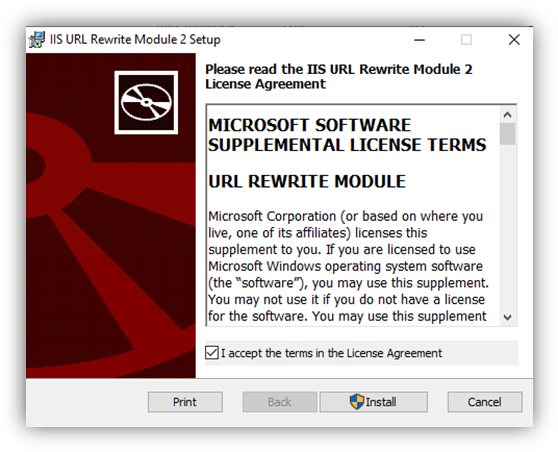 IIS URL Rewrite Module 2 Setup
Please read the IIS URL Rewrite Module 2
License Agreement
MICROSOFT SOFTWARE
SUPPLEMENTAL LICENSE TERMS
URL REWRITE MODULE
Microsoft Corporation (or based on where you
live, one of its affiliates) licenses this
supplement to you. If you are licensed to use
Microsoft Windows operating system software
(the “software”), you may use this supplement.
You may not use it if you do not have a license
for the software. You may use this supplement
I accept the terms in the License Agreement
Print Back Install Cancel